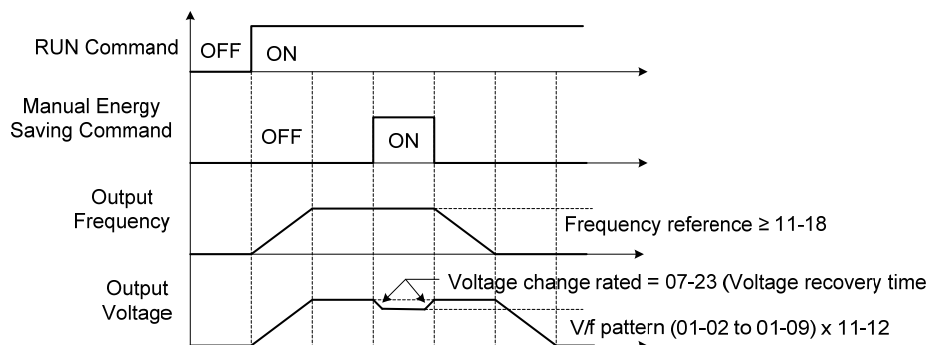 RUN Command
OFF
ON
Manual Energy
Saving Command
OFF
ON
Output
Frequency
Frequency reference ≥ 11-18
Output
Voltage
Voltage change rated = 07-23 (Voltage recovery time
V/f pattern (01-02 to 01-09) x 11-12